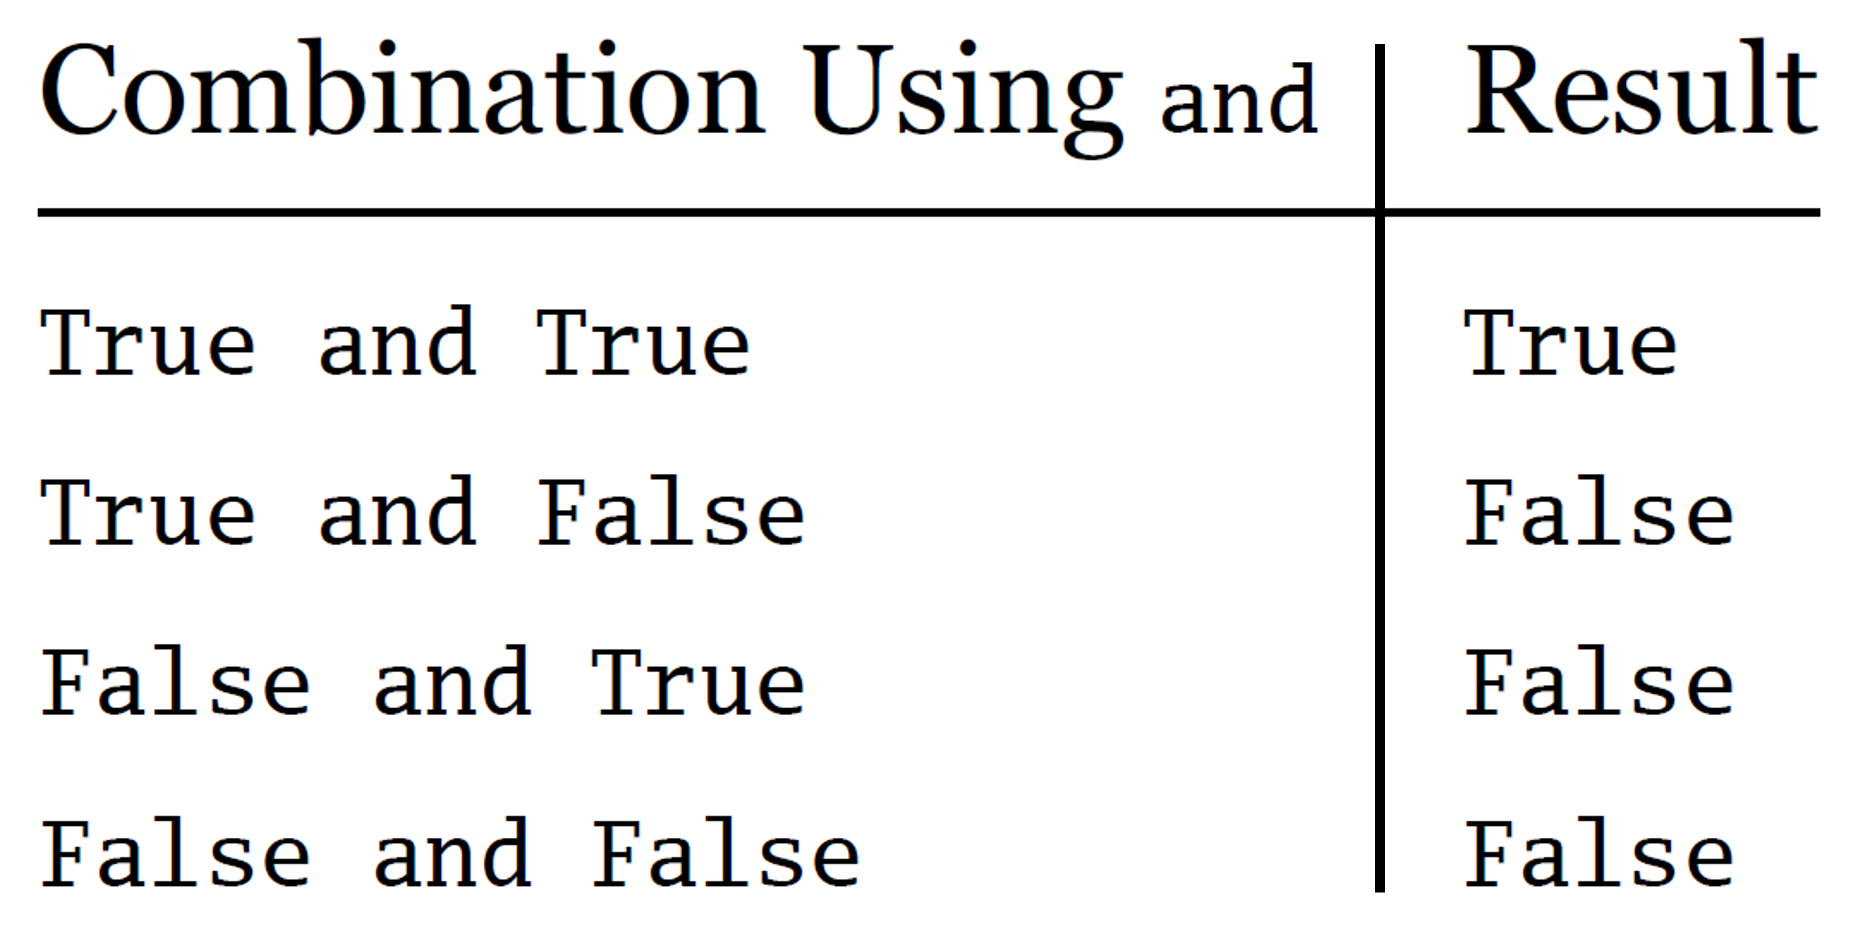 Combination Using and Result
True and True True
True and False False
False and True False
False and False False